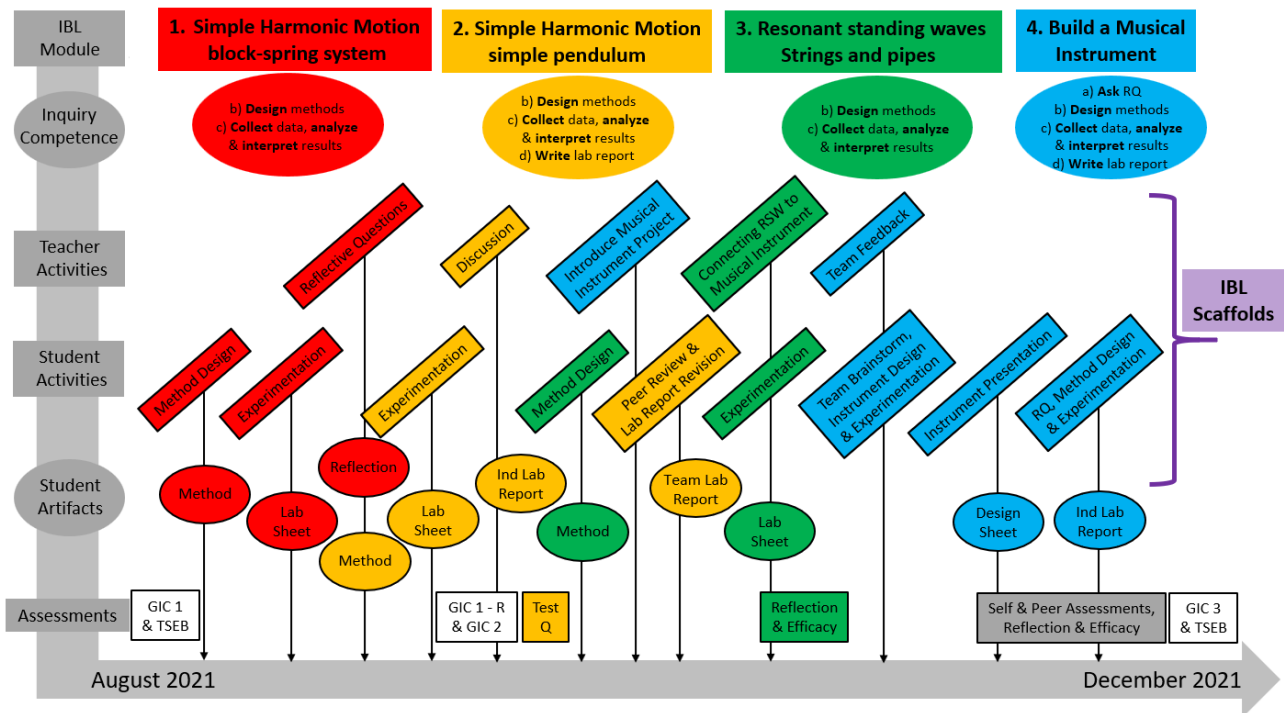 IBL
Module
1. Simple Harmonic Motion
block-spring system
2. Simple Harmonic Motion
simple pendulum
3. Resonant standing waves
Strings and pipes
4. Build a Musical
Instrument
Inquiry
Competence
b) Design methods
c) Collect data, analyze
& interpret results
b) Design methods
c) Collect data, analyze
& interpret results
d) Write lab report
b) Design methods
c) Collect data, analyze
& interpret results
a) Ask RQ
b) Design methods
c) Collect data, analyze
& interpret results
d) Write lab report
Teacher
Activities
Reflective Questions
Discussion
Introduce Musical
Instrument Project
Connecting RSW to
Musical Instrument
Team Feedback
IBL
Scaffolds
Student
Activities
Method Design
Experimentation
Experimentation
Method Design
Peer Review &
Lab Report Revision
Experimentation
Team Brainstorm,
Instrument Design
& Experimentation
Instrument Presentation
RQ, Method Design
& Experimentation
Student
Artifacts
Method
Lab
Sheet
Reflection
Method
Lab
Sheet
Ind Lab
Report
Method
Team Lab
Report
Lab
Sheet
Design
Sheet
Ind Lab
Report
Assessments
GIC 1
& TSEB
GIC 1 - R
& GIC 2
Test
Q
Reflection
& Efficacy
Self & Peer Assessments,
Reflection & Efficacy
GIC 3
& TSEB
August 2021
December 2021